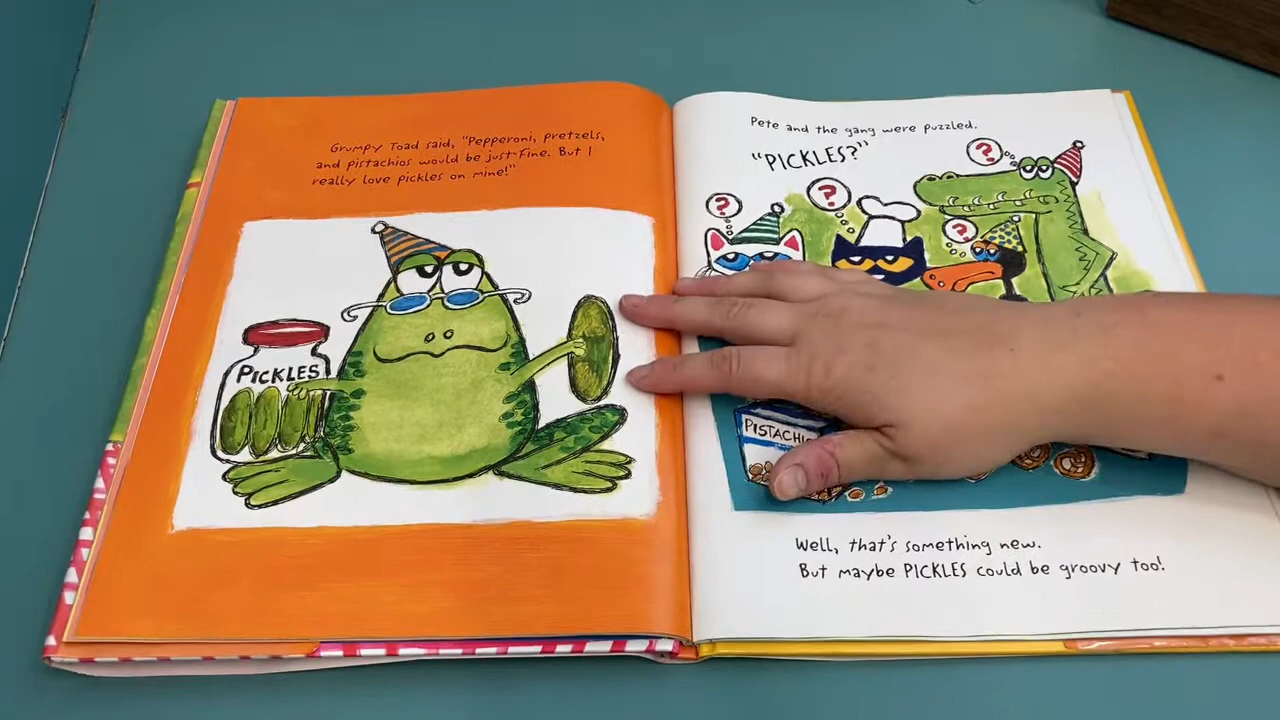 Grumpy Toad said, "Pepperoni, pretzels,
and pistachios would be just fine. But I
really love pickles on mine!"
PICKLES
Pete and the gang were puzzled.
"PICKLES?"
?
?
?
?
Well, that's something new.
But maybe PICKLES could be groovy too!